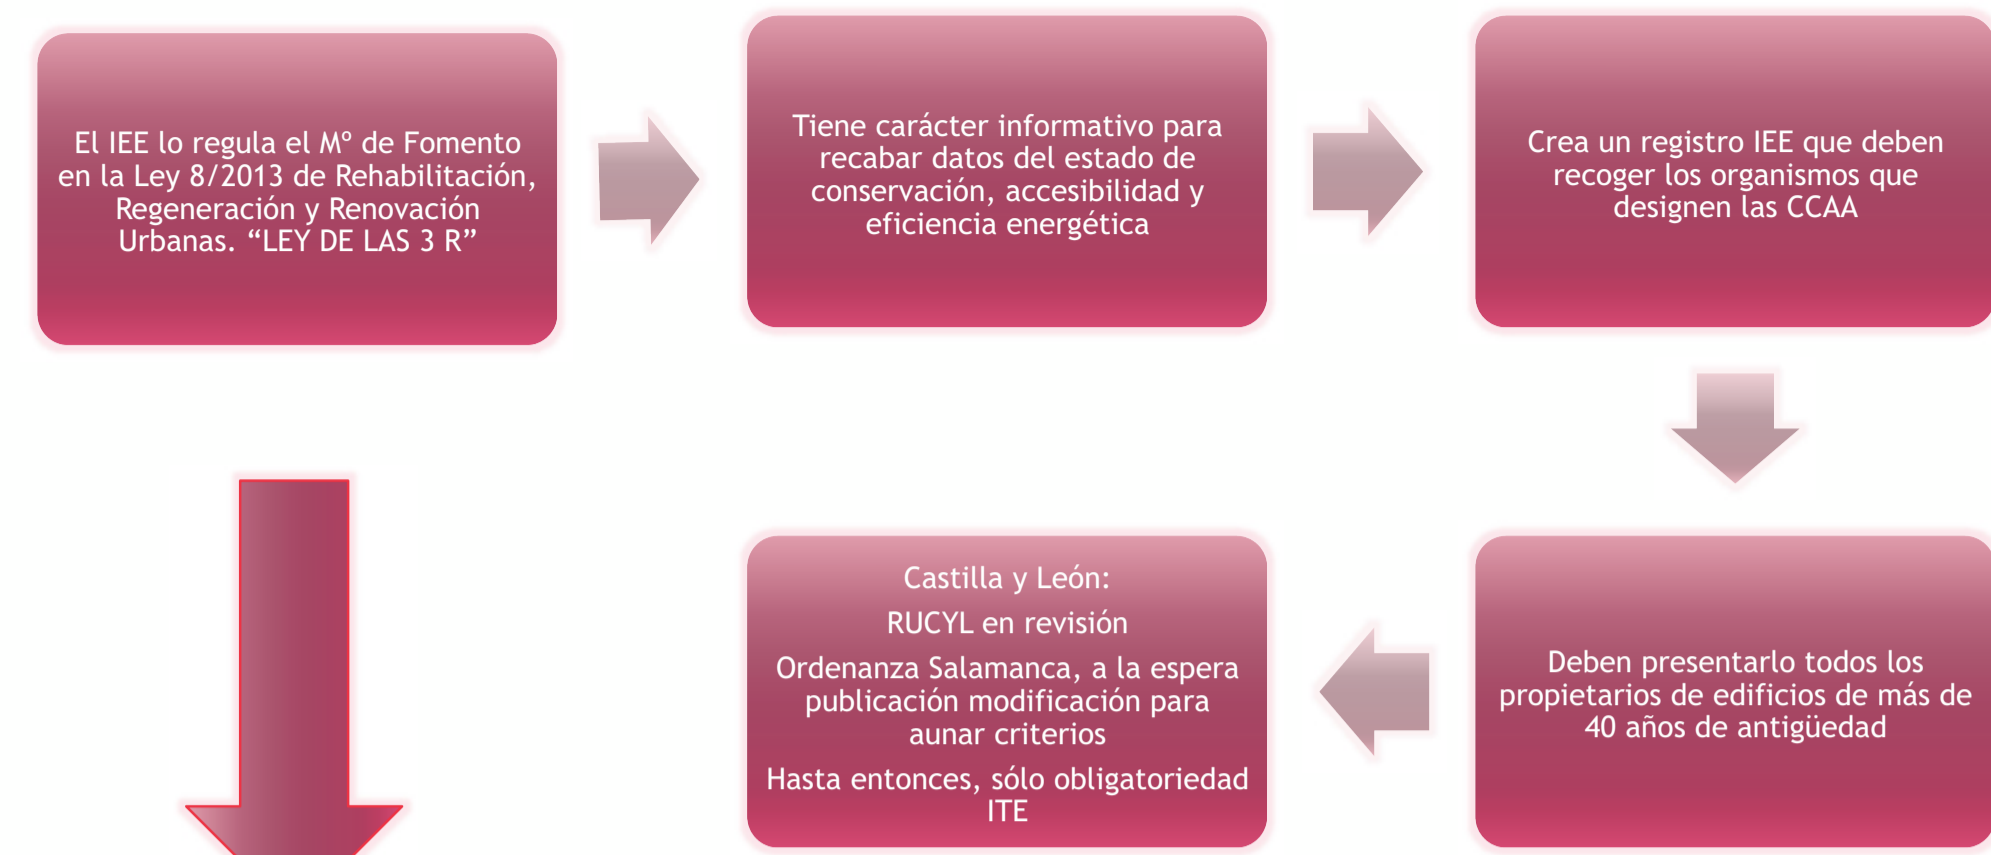 El IEE lo regula el Mº de Fomento
en la Ley 8/2013 de Rehabilitación,
Regeneración y Renovación
Urbanas. “LEY DE LAS 3 R”
Tiene carácter informativo para
recabar datos del estado de
conservación, accesibilidad y
eficiencia energética
Crea un registro IEE que deben
recoger los organismos que
designen las CCAA
Deben presentarlo todos los
propietarios de edificios de más de
40 años de antigüedad
Castilla y León:
RUCYL en revisión
Ordenanza Salamanca, a la espera
publicación modificación para
aunar criterios
Hasta entonces, sólo obligatoriedad
ITE